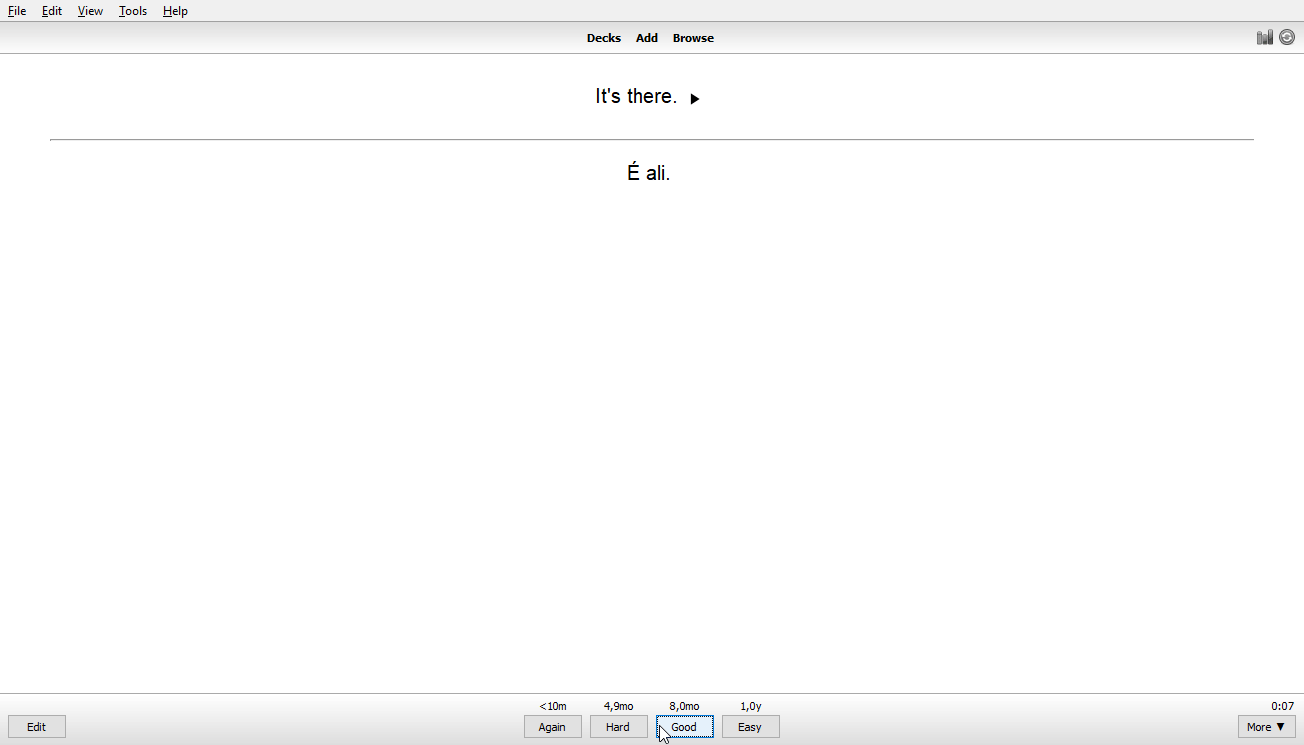 File Edit View Tools Help
Decks Add Browse
It's there.
É ali.
<10m 4,9mo 8,0mo 1,0y 0:07
Edit Again Hard Good Easy More ▼